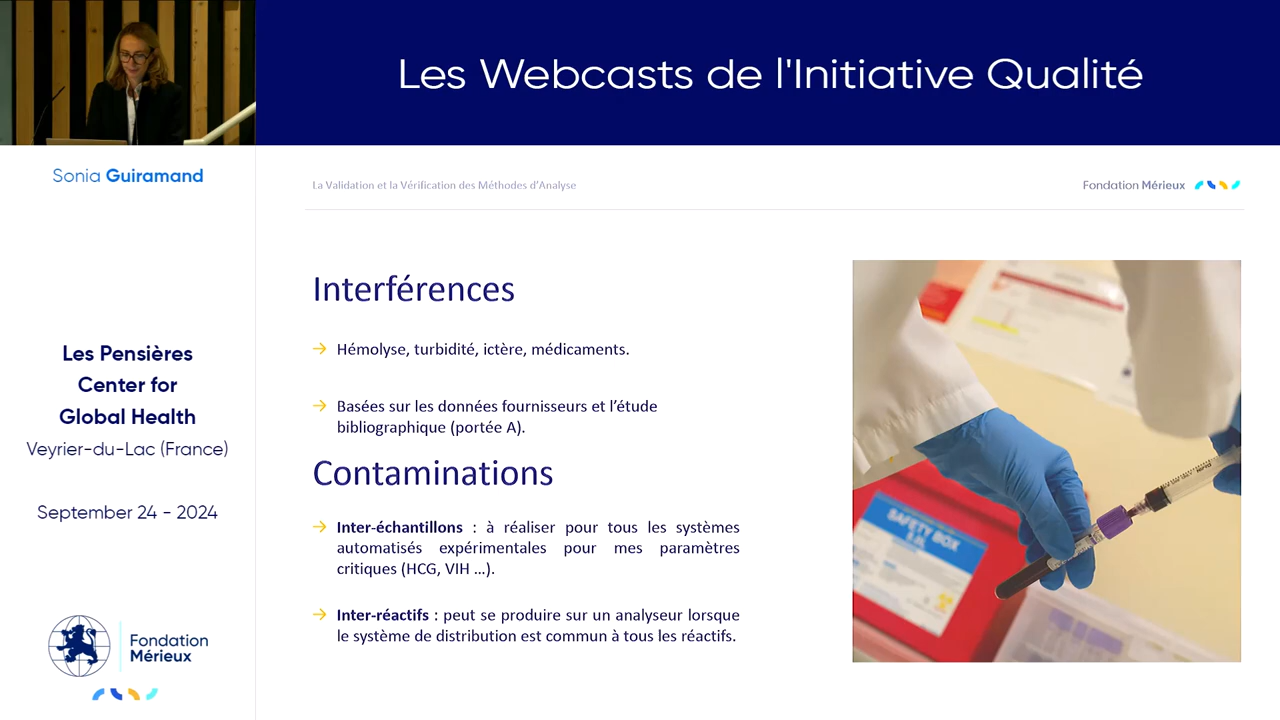 Les Webcasts de l'Initiative Qualité
Sonia Guiramand
Les Pensières
Center for
Global Health
Veyrier-du-Lac (France)
September 24 - 2024
Fondation
Mérieux
La Validation et la Vérification des Méthodes d'Analyse
Fondation Mérieux
Interférences
→ Hémolyse, turbidité, ictère, médicaments.
→ Basées sur les données fournisseurs et l'étude
bibliographique (portée A).
Contaminations
→ Inter-échantillons : à réaliser pour tous les systèmes
automatisés expérimentales pour mes paramètres
critiques (HCG, VIH ...).
→ Inter-réactifs : peut se produire sur un analyseur lorsque
le système de distribution est commun à tous les réactifs.
SAFETY BOX